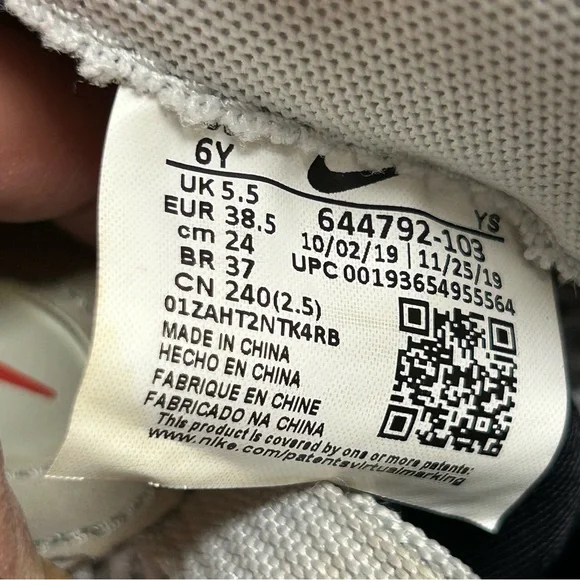 6Y
UK 5.5
EUR 38.5
cm 24
BR 37
CN 240(2.5)
644792-103 YS
10/02/19 | 11/25/19
UPC 00193654955564
01ZAHT2NTK4RB
MADE IN CHINA
HECHO EN CHINA
FABRIQUE EN CHINE
FABRICADO NA CHINA
This product is covered by one or more patents:
www.nike.com/patentsvirtualmarking